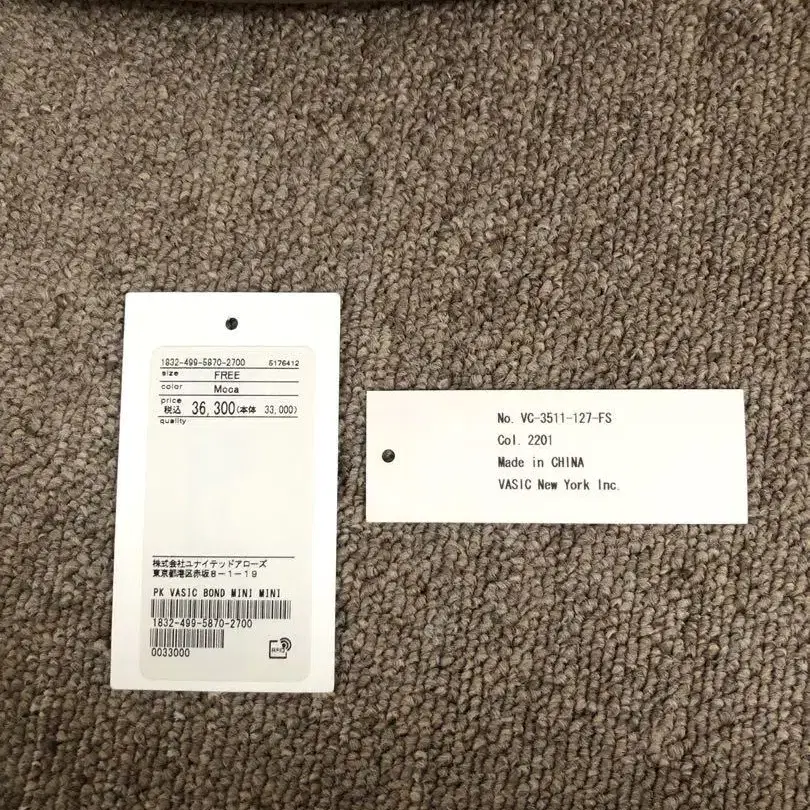 1832-499-5870-2700 5176412
size FREE
color Moca
price
税込 36,300(本体 33,000)
quality
株式会社ユナイテッドアローズ
東京都港区赤坂8-1-19
PK VASIC BOND MINI MINI
1832-499-5870-2700
0033000
RFID
No. VC-3511-127-FS
Col. 2201
Made in CHINA
VASIC New York Inc.